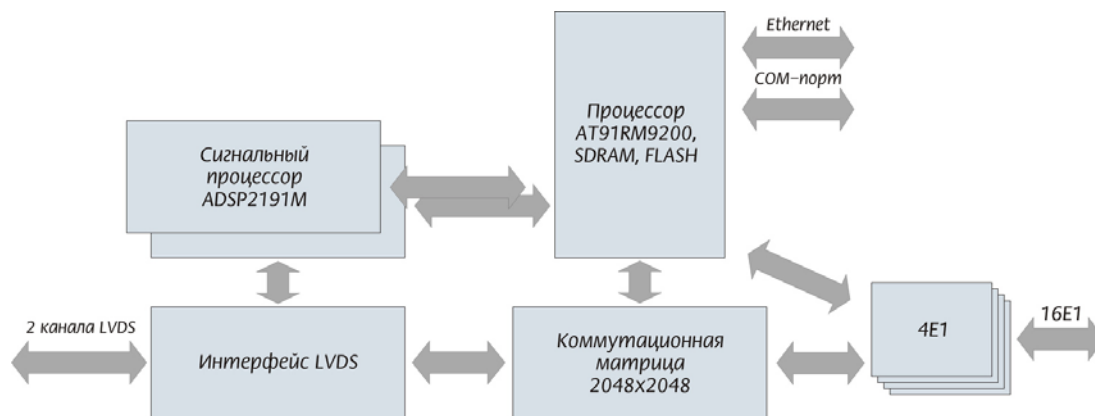 Ethernet
COM-порт
Процессор
AT91RM9200,
SDRAM, FLASH
Сигнальный
процессор
ADSP2191M
2 канала LVDS
Интерфейс LVDS
Коммутационная
матрица
2048x2048
4E1
16E1